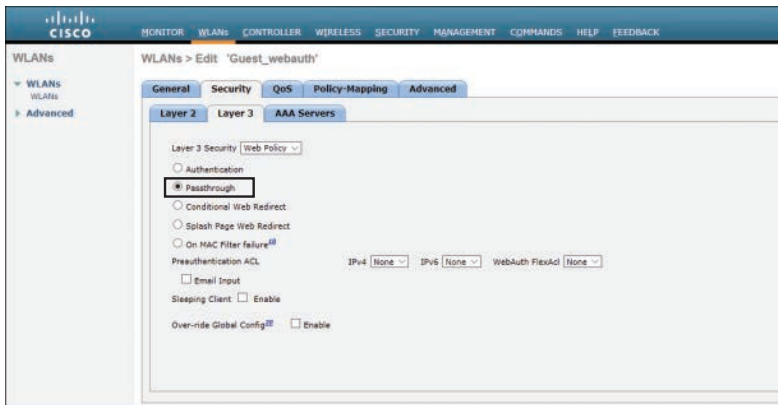 CISCO
MONITOR WLANs CONTROLLER WIRELESS SECURITY MANAGEMENT COMMANDS HELP FEEDBACK
WLANs
WLANs > Edit 'Guest_webauth'
WLANs
WLANs
Advanced
General Security QoS Policy-Mapping Advanced
Layer 2 Layer 3 AAA Servers
Layer 3 Security Web Policy
Authentication
Passthrough
Conditional Web Redirect
Splash Page Web Redirect
On MAC Filter failure
Preauthentication ACL IPv4 None IPv6 None WebAuth FlexAcl None
Email Input
Sleeping Client Enable
Over-ride Global Config Enable